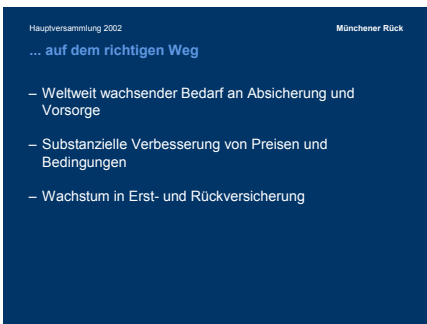 Hauptversammlung 2002
Münchener Rück
... auf dem richtigen Weg
– Weltweit wachsender Bedarf an Absicherung und
Vorsorge
– Substanzielle Verbesserung von Preisen und
Bedingungen
– Wachstum in Erst- und Rückversicherung